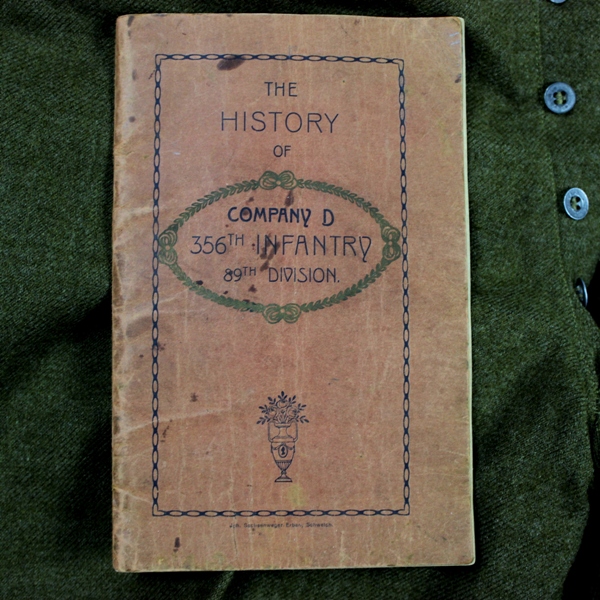 THE
HISTORY
OF
COMPANY D
356TH INFANTRY
89TH DIVISION.